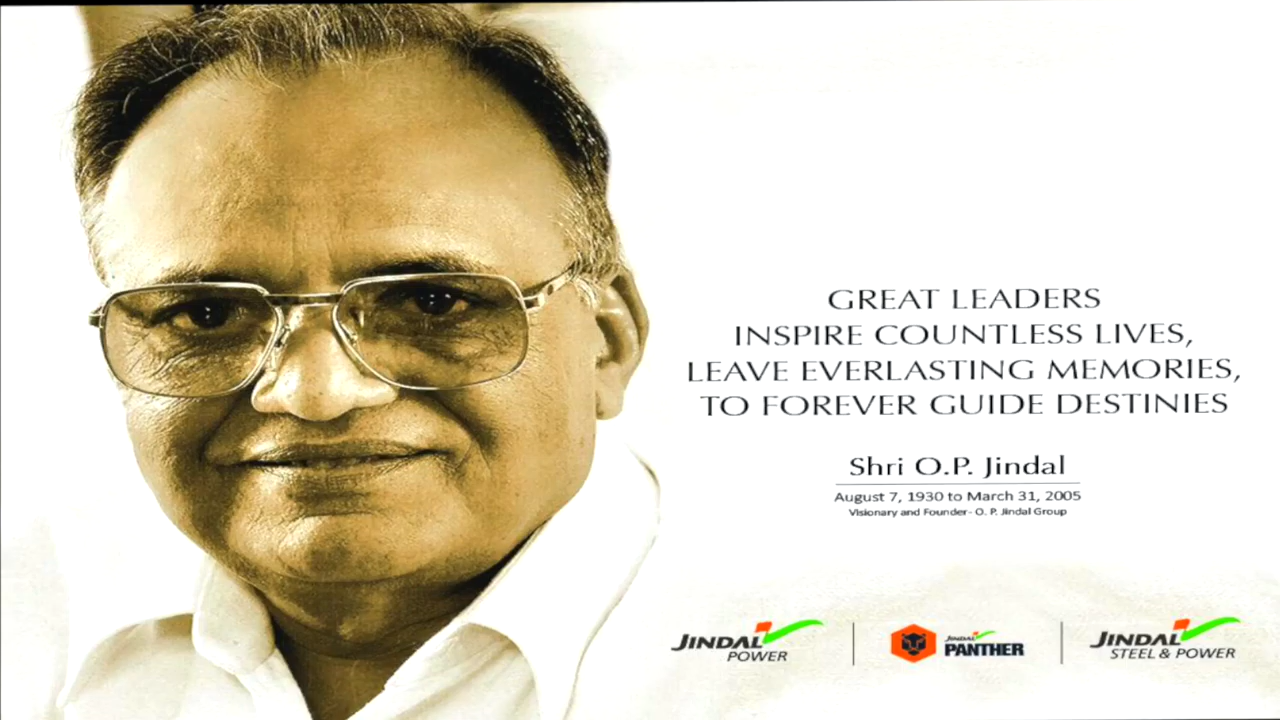 GREAT LEADERS
INSPIRE COUNTLESS LIVES,
LEAVE EVERLASTING MEMORIES,
TO FOREVER GUIDE DESTINIES
Shri O.P. Jindal
August 7, 1930 to March 31, 2005
Visionary and Founder- O. P. Jindal Group
JINDAL
POWER
JINDAL
PANTHER
JINDAL
STEEL & POWER